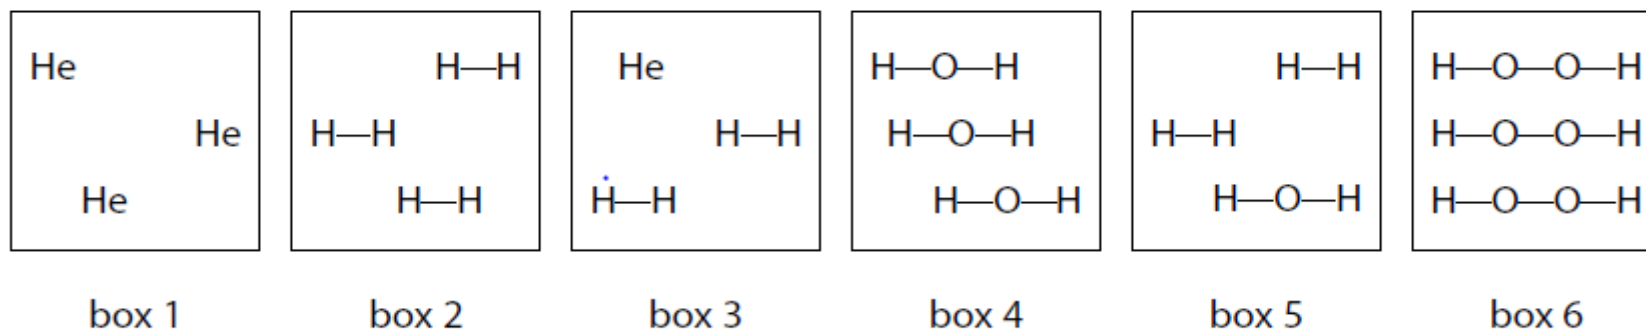 He H—H He H—O—H H—H H—O—O—H
He H—H H—H H—O—H H—H H—O—O—H
He H—H H—H H—O—H H—O—H H—O—O—H
box 1 box 2 box 3 box 4 box 5 box 6